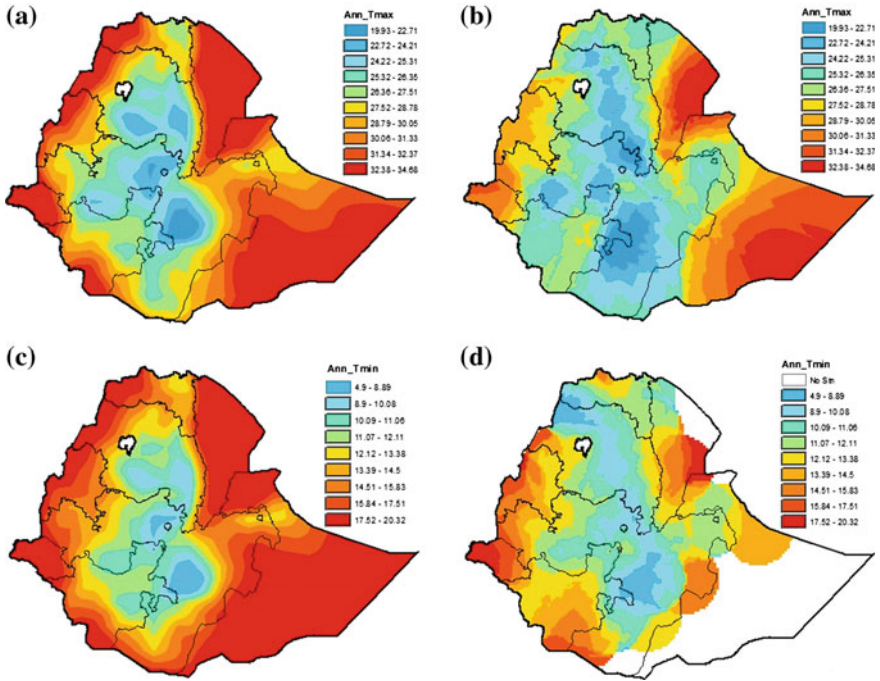 (a)
Ann_Tmax
19.93 - 22.71
22.72 - 24.21
24.22 - 25.31
25.32 - 26.35
26.36 - 27.51
27.52 - 28.78
28.79 - 30.05
30.06 - 31.33
31.34 - 32.37
32.38 - 34.68
(b)
Ann_Tmax
19.93 - 22.71
22.72 - 24.21
24.22 - 25.31
25.32 - 26.35
26.36 - 27.51
27.52 - 28.78
28.79 - 30.05
30.06 - 31.33
31.34 - 32.37
32.38 - 34.68
(c)
Ann_Tmin
4.9 - 8.89
8.9 - 10.08
10.09 - 11.06
11.07 - 12.11
12.12 - 13.38
13.39 - 14.5
14.51 - 15.83
15.84 - 17.51
17.52 - 20.32
(d)
Ann_Tmin
No Stn
4.9 - 8.89
8.9 - 10.08
10.09 - 11.06
11.07 - 12.11
12.12 - 13.38
13.39 - 14.5
14.51 - 15.83
15.84 - 17.51
17.52 - 20.32